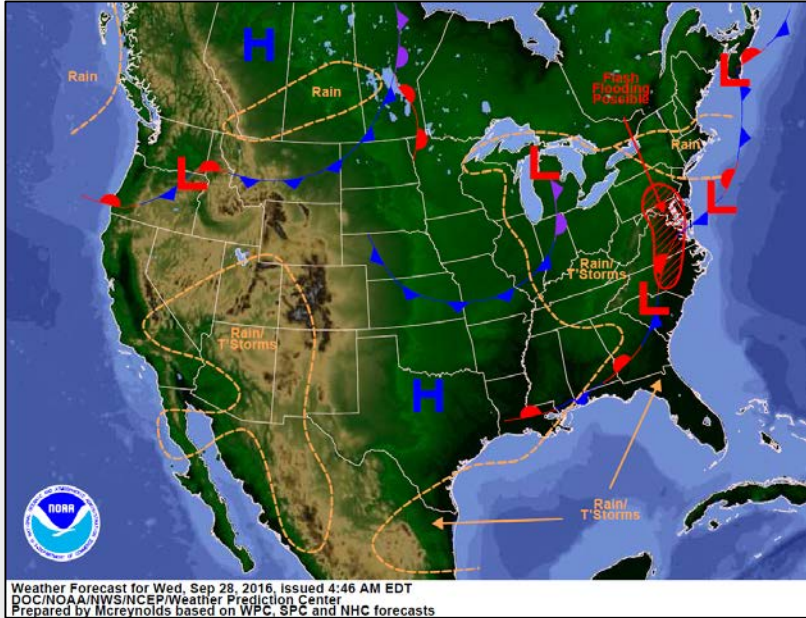 H
Rain
Rain
Flash
Flooding
Possible
L
Rain
L
L
L
Rain/
T'Storms
L
Rain/
T'Storms
H
Rain/
T'Storms
NOAA
Weather Forecast for Wed, Sep 28, 2016, issued 4:46 AM EDT
DOC/NOAA/NWS/NCEP/Weather Prediction Center
Prepared by Mcreynolds based on WPC, SPC and NHC forecasts